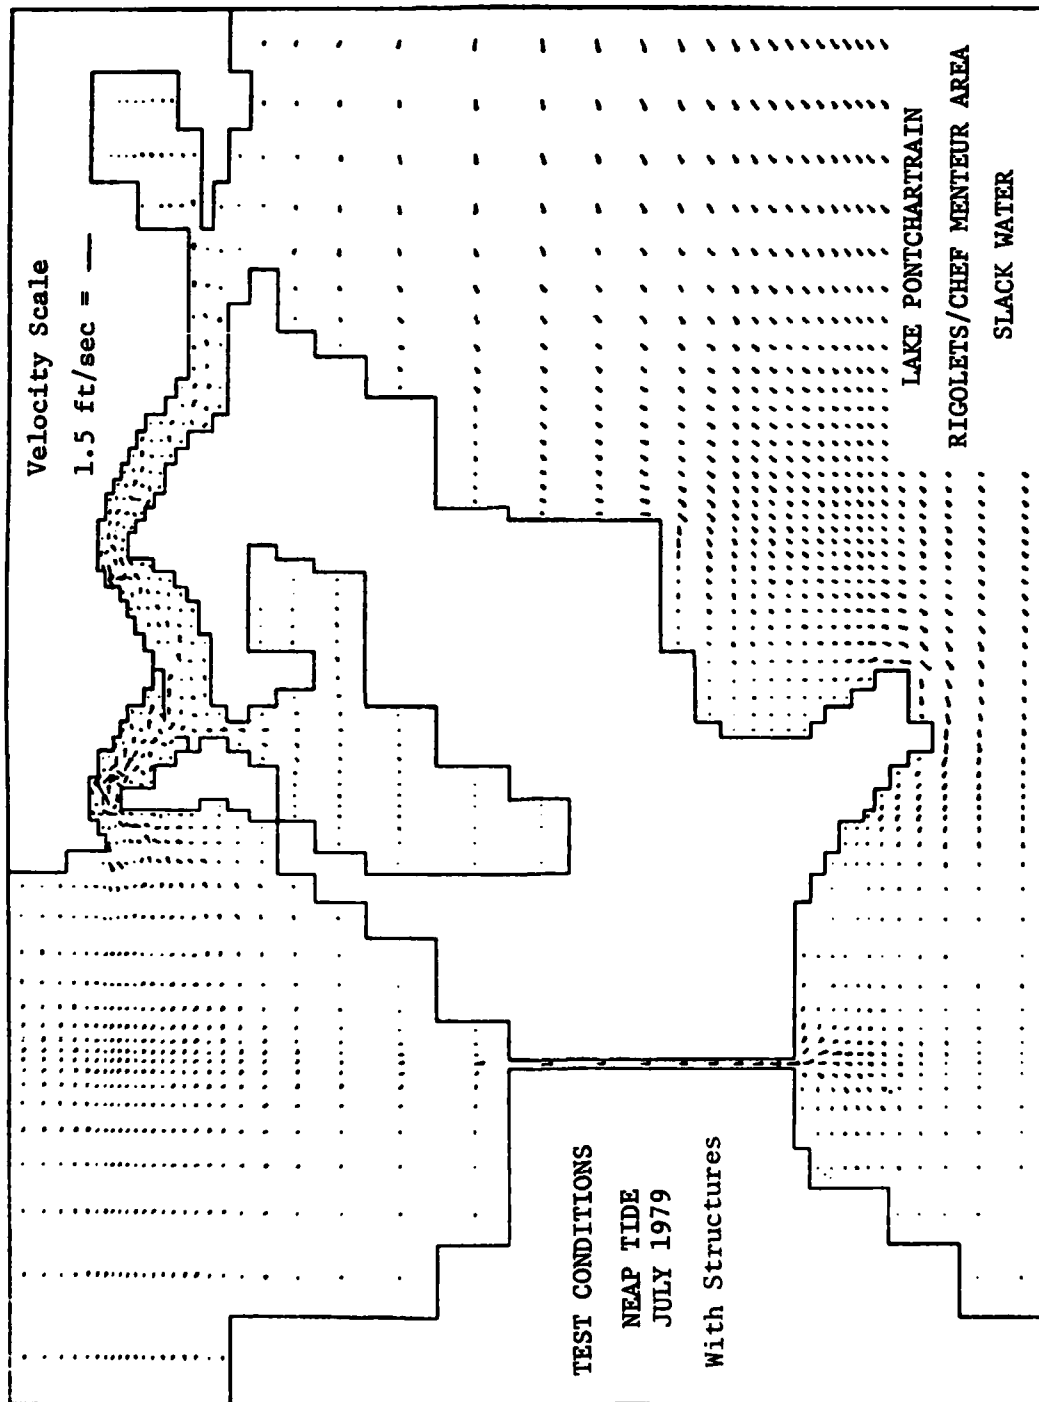 Velocity Scale
1.5 ft/sec =
TEST CONDITIONS
NEAP TIDE
JULY 1979
With Structures
LAKE PONTCHARTRAIN
RIGOLETS/CHEF MENTEUR AREA
SLACK WATER